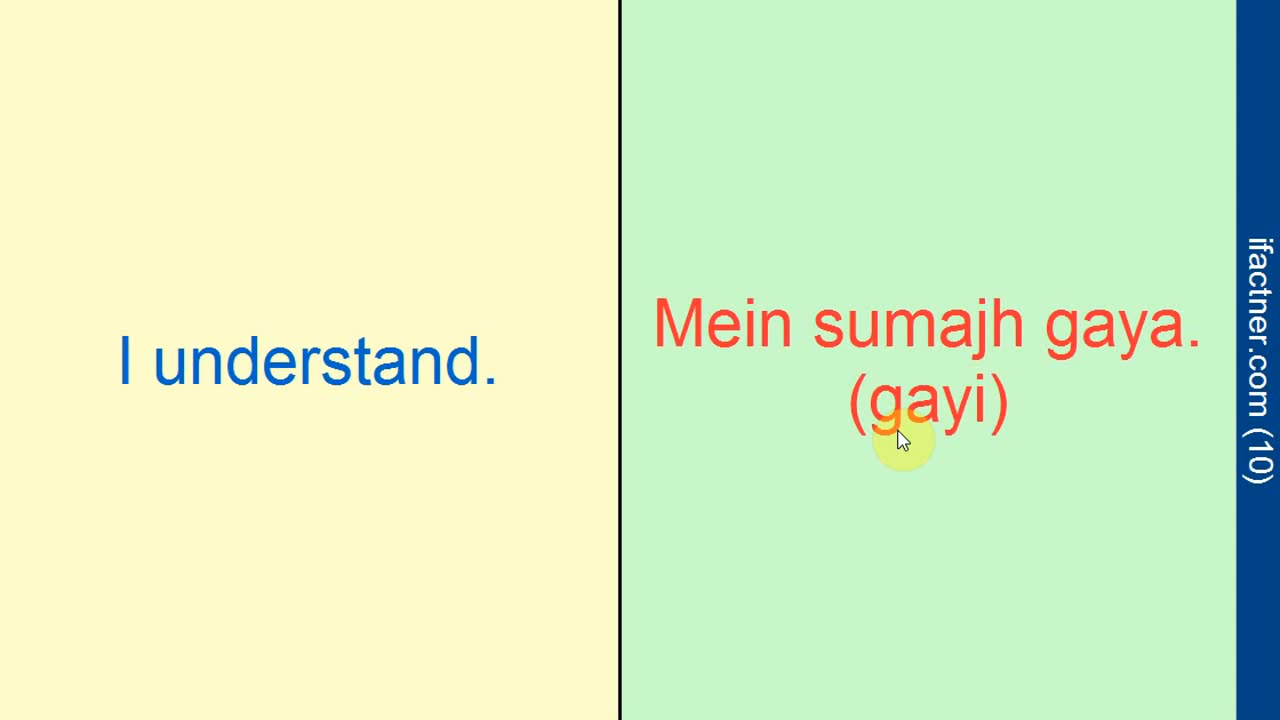 I understand.
Mein sumajh gaya.
(gayi)
ifactner.com (10)